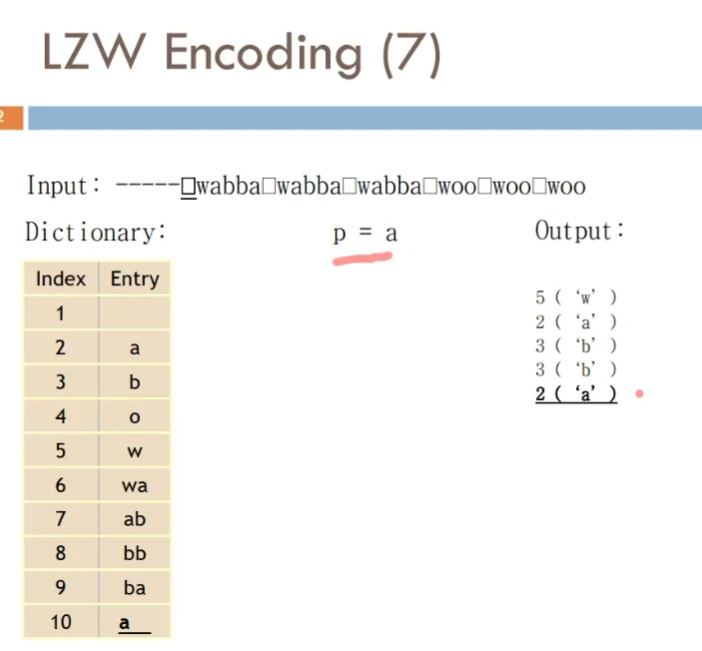 LZW Encoding (7)
2
Input: -----□wabba□wabba□wabba□woo□woo□woo
Dictionary:
p = a
Output:
Index Entry
1
2 a
3 b
4 o
5 w
6 wa
7 ab
8 bb
9 ba
10 a_
5 ( ‘w’ )
2 ( ‘a’ )
3 ( ‘b’ )
3 ( ‘b’ )
2 ( ‘a’ )